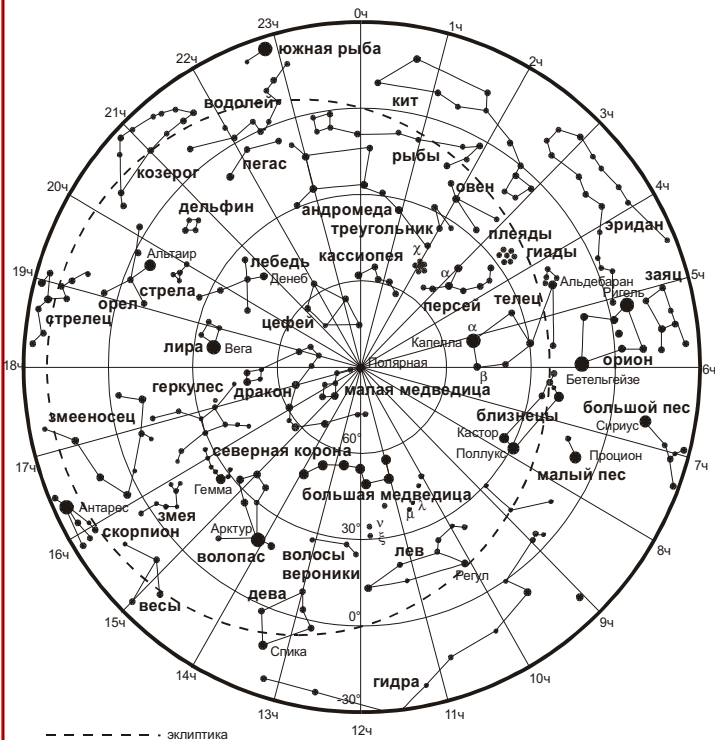 0ч
23ч
1ч
южная рыба
22ч
2ч
водолей
кит
21ч
3ч
козерог
пегас
рыбы
овен
20ч
4ч
дельфин
андромеда
треугольник
плеяды
эридан
Альтаир
лебедь
кассиопея
χ
гиады
α
19ч
Денеб
Альдебаран
заяц
5ч
Ригель
орел
стрела
персей
телец
стрелец
цефей
α
Капелла
лира
Вега
орион
18ч
Полярная
6ч
β
Бетельгейзе
геркулес
дракон
малая медведица
змееносец
близнецы
большой пес
Сириус
Кастор
60°
северная корона
Поллукс
Процион
17ч
7ч
малый пес
Гемма
большая медведица
Антарес
змея
λ
μ
скорпион
Арктур
ν
30°
ξ
16ч
волопас
волосы
вероники
лев
8ч
Регул
дева
весы
0°
15ч
9ч
Спика
14ч
гидра
10ч
-30°
13ч
11ч
12ч
эклиптика